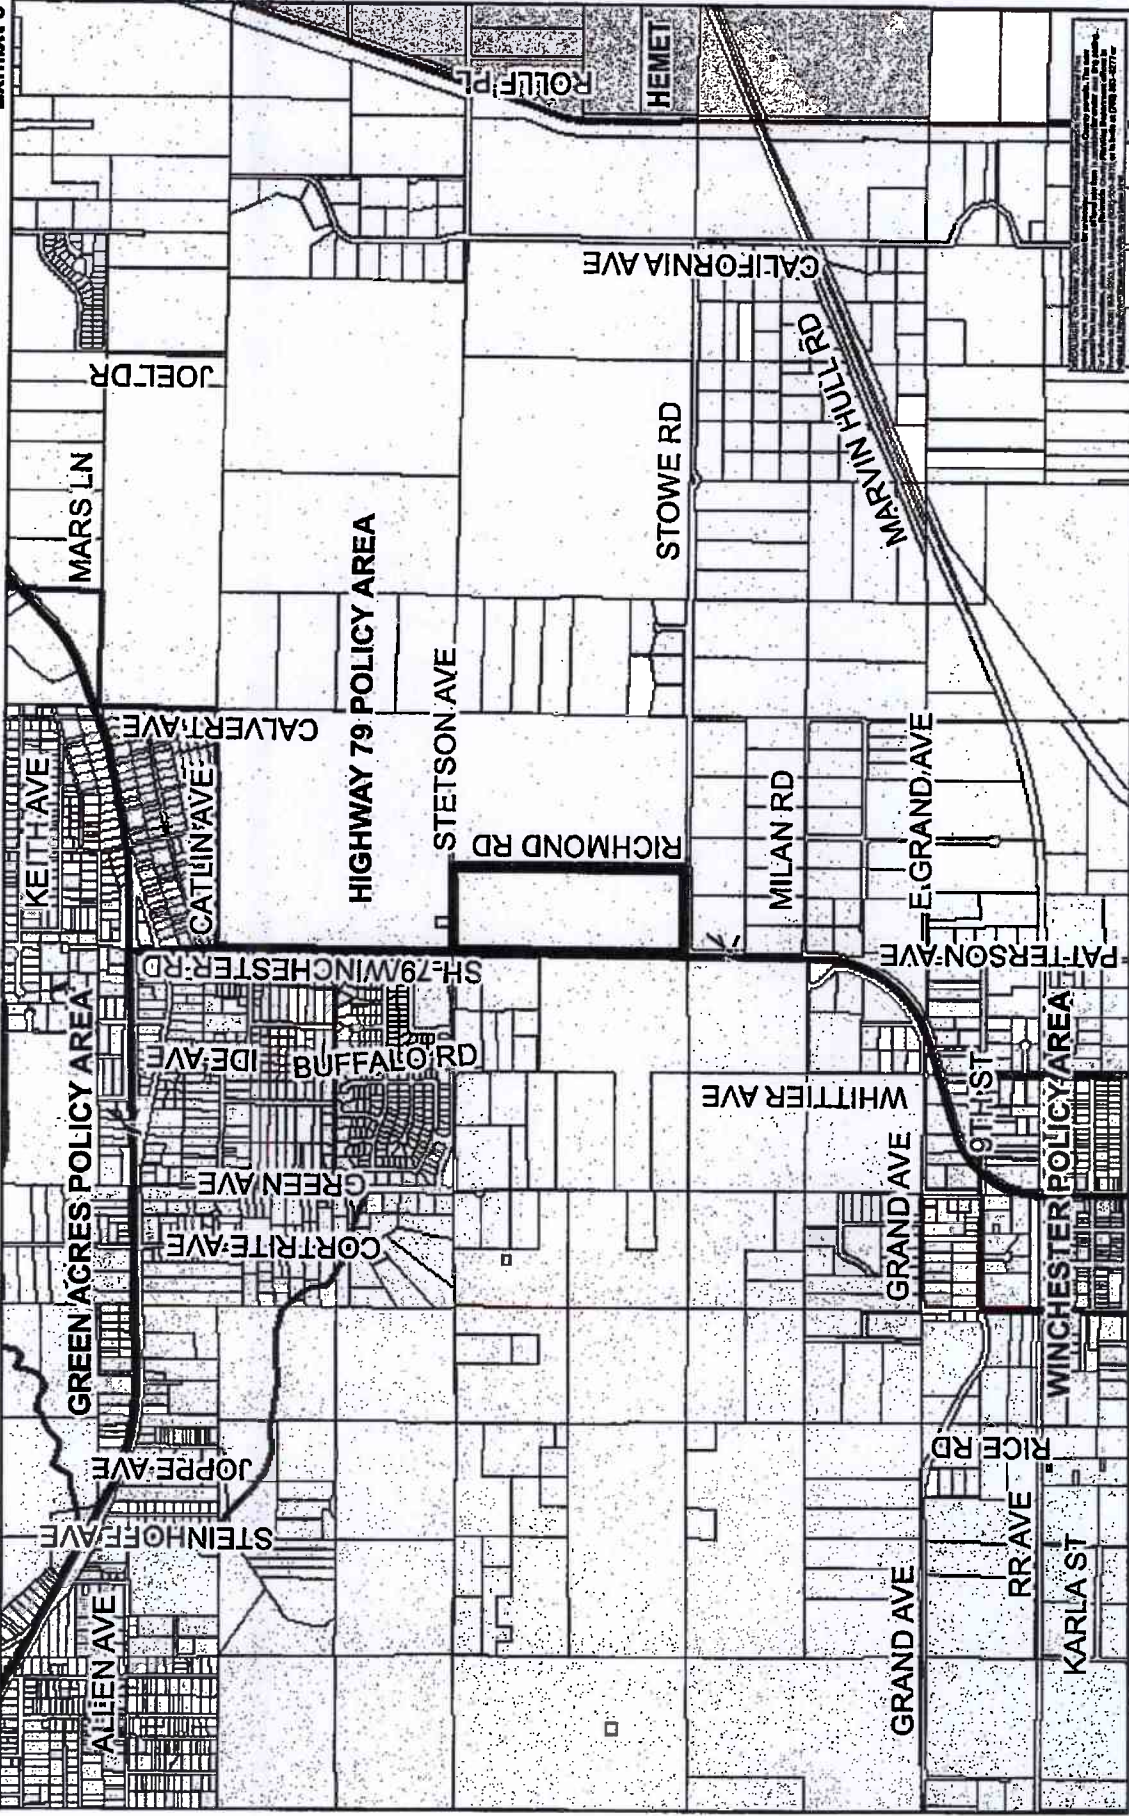 KEITH AVE
MARS LN
JOEL DR
ROLLF PL
HEMET
GREEN ACRES POLICY AREA
CALVERT AVE
CATLIN AVE
ALLEN AVE
STEINHOFF AVE
JOPRE AVE
CORTRITE AVE
GREEN AVE
IDE AVE
BUFFALO RD
SH-79/WINCHESTER RD
HIGHWAY 79 POLICY AREA
STETSON AVE
RICHMOND RD
STOWE RD
CALIFORNIA AVE
MARVIN HULL RD
MILAN RD
E GRAND AVE
PATTERSON AVE
WHITTIER AVE
GRAND AVE
9TH ST
WINCHESTER POLICY AREA
RICE RD
RR AVE
GRAND AVE
KARLA ST